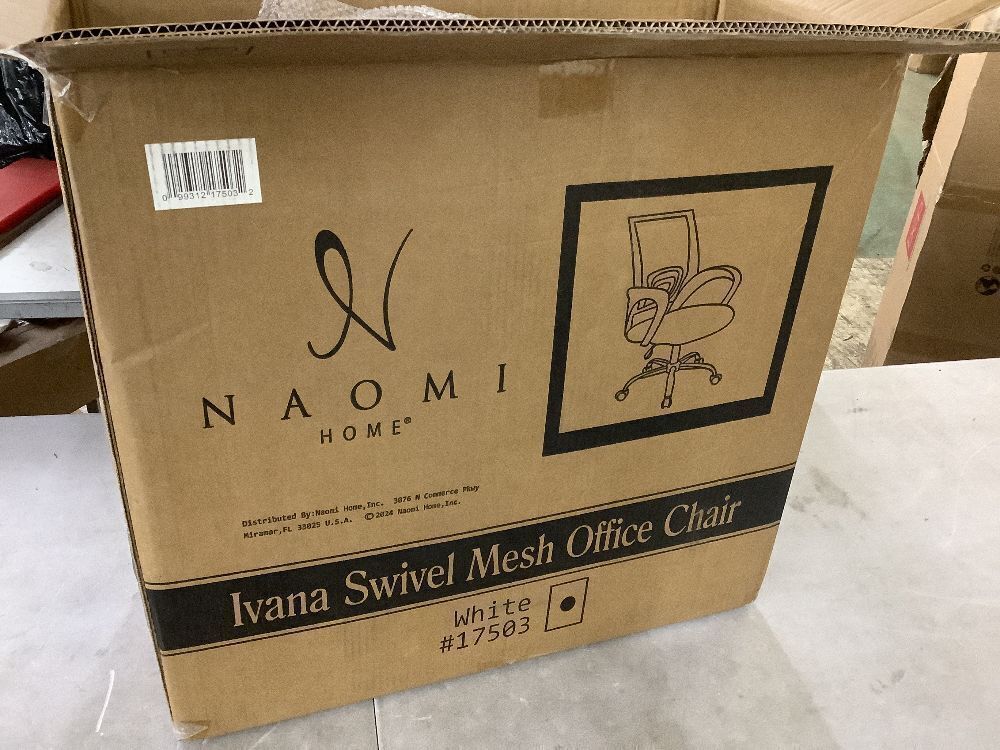 0 99312 17503 2
N
NAOMI
HOME®
Distributed By:Naomi Home,Inc. 3076 N Commerce Pkwy
Miramar,FL 33025 U.S.A. ©2024 Naomi Home,Inc.
Ivana Swivel Mesh Office Chair
White
#17503